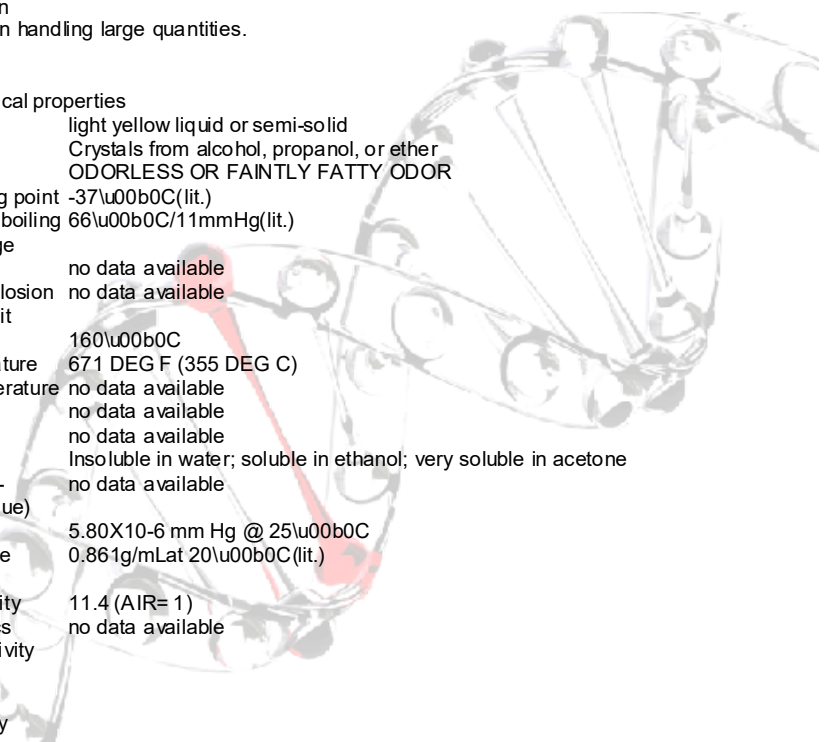 n
n handling large quantities.
cal properties
light yellow liquid or semi-solid
Crystals from alcohol, propanol, or ether
ODORLESS OR FAINTLY FATTY ODOR
g point -37\u00b0C(lit.)
boiling 66\u00b0C/11mmHg(lit.)
ge
no data available
losion no data available
it
160\u00b0C
ture 671 DEG F (355 DEG C)
erature no data available
no data available
no data available
Insoluble in water; soluble in ethanol; very soluble in acetone
- no data available
ue)
5.80X10-6 mm Hg @ 25\u00b0C
e 0.861g/mLat 20\u00b0C(lit.)
ity 11.4 (AIR= 1)
cs no data available
ivity
y